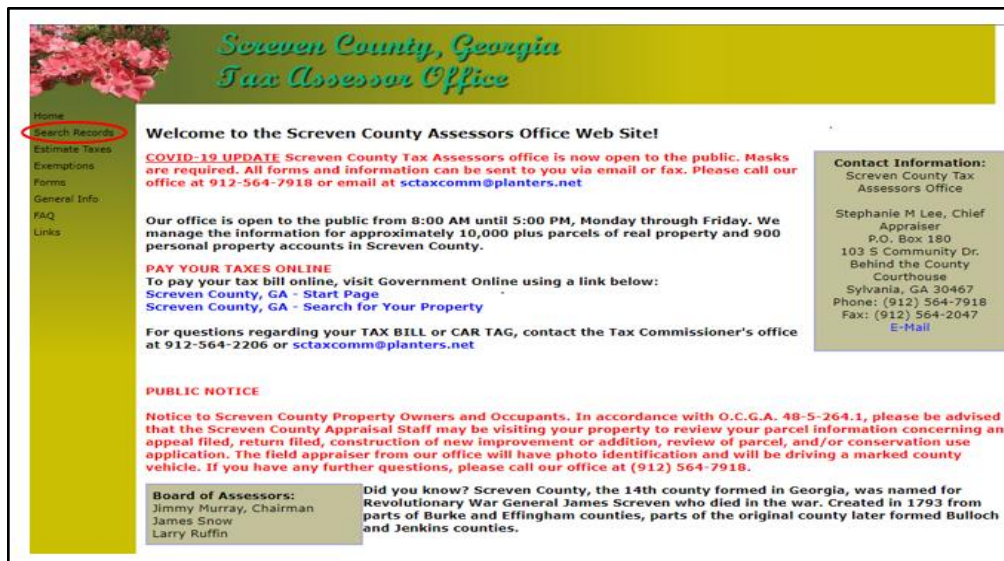 Screven County, Georgia
Tax Assessor Office
Home
Search Records
Estimate Taxes
Exemptions
Forms
General Info
FAQ
Links
Welcome to the Screven County Assessors Office Web Site!
COVID-19 UPDATE Screven County Tax Assessors office is now open to the public. Masks
are required. All forms and information can be sent to you via email or fax. Please call our
office at 912-564-7918 or email at sctaxcomm@planters.net
Our office is open to the public from 8:00 AM until 5:00 PM, Monday through Friday. We
manage the information for approximately 10,000 plus parcels of real property and 900
personal property accounts in Screven County.
PAY YOUR TAXES ONLINE
To pay your tax bill online, visit Government Online using a link below:
Screven County, GA - Start Page
Screven County, GA - Search for Your Property
For questions regarding your TAX BILL or CAR TAG, contact the Tax Commissioner's office
at 912-564-2206 or sctaxcomm@planters.net
Contact Information:
Screven County Tax
Assessors Office
Stephanie M Lee, Chief
Appraiser
P.O. Box 180
103 S Community Dr.
Behind the County
Courthouse
Sylvania, GA 30467
Phone: (912) 564-7918
Fax: (912) 564-2047
E-Mail
PUBLIC NOTICE
Notice to Screven County Property Owners and Occupants. In accordance with O.C.G.A. 48-5-264.1, please be advised
that the Screven County Appraisal Staff may be visiting your property to review your parcel information concerning an
appeal filed, return filed, construction of new improvement or addition, review of parcel, and/or conservation use
application. The field appraiser from our office will have photo identification and will be driving a marked county
vehicle. If you have any further questions, please call our office at (912) 564-7918.
Board of Assessors:
Jimmy Murray, Chairman
James Snow
Larry Ruffin
Did you know? Screven County, the 14th county formed in Georgia, was named for
Revolutionary War General James Screven who died in the war. Created in 1793 from
parts of Burke and Effingham counties, parts of the original county later formed Bulloch
and Jenkins counties.